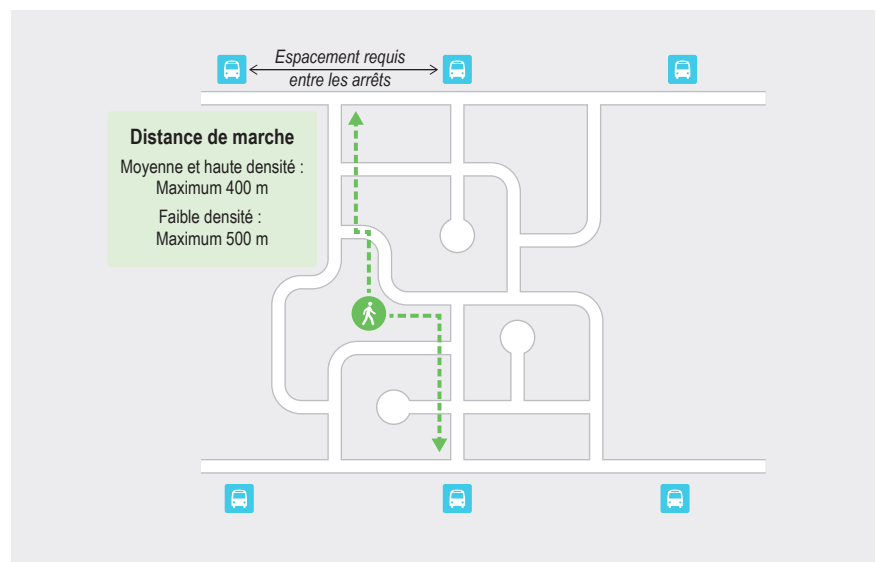 Espacement requis
entre les arrêts
Distance de marche
Moyenne et haute densité :
Maximum 400 m
Faible densité :
Maximum 500 m